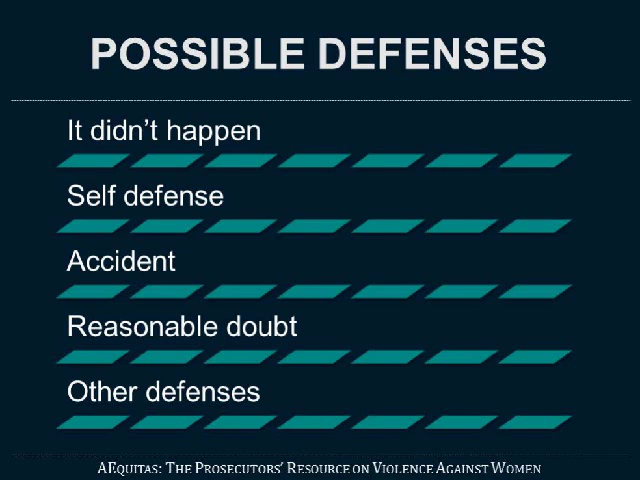 POSSIBLE DEFENSES
It didn't happen
Self defense
Accident
Reasonable doubt
Other defenses
AEQUITAS: THE PROSECUTORS' RESOURCE ON VIOLENCE AGAINST WOMEN